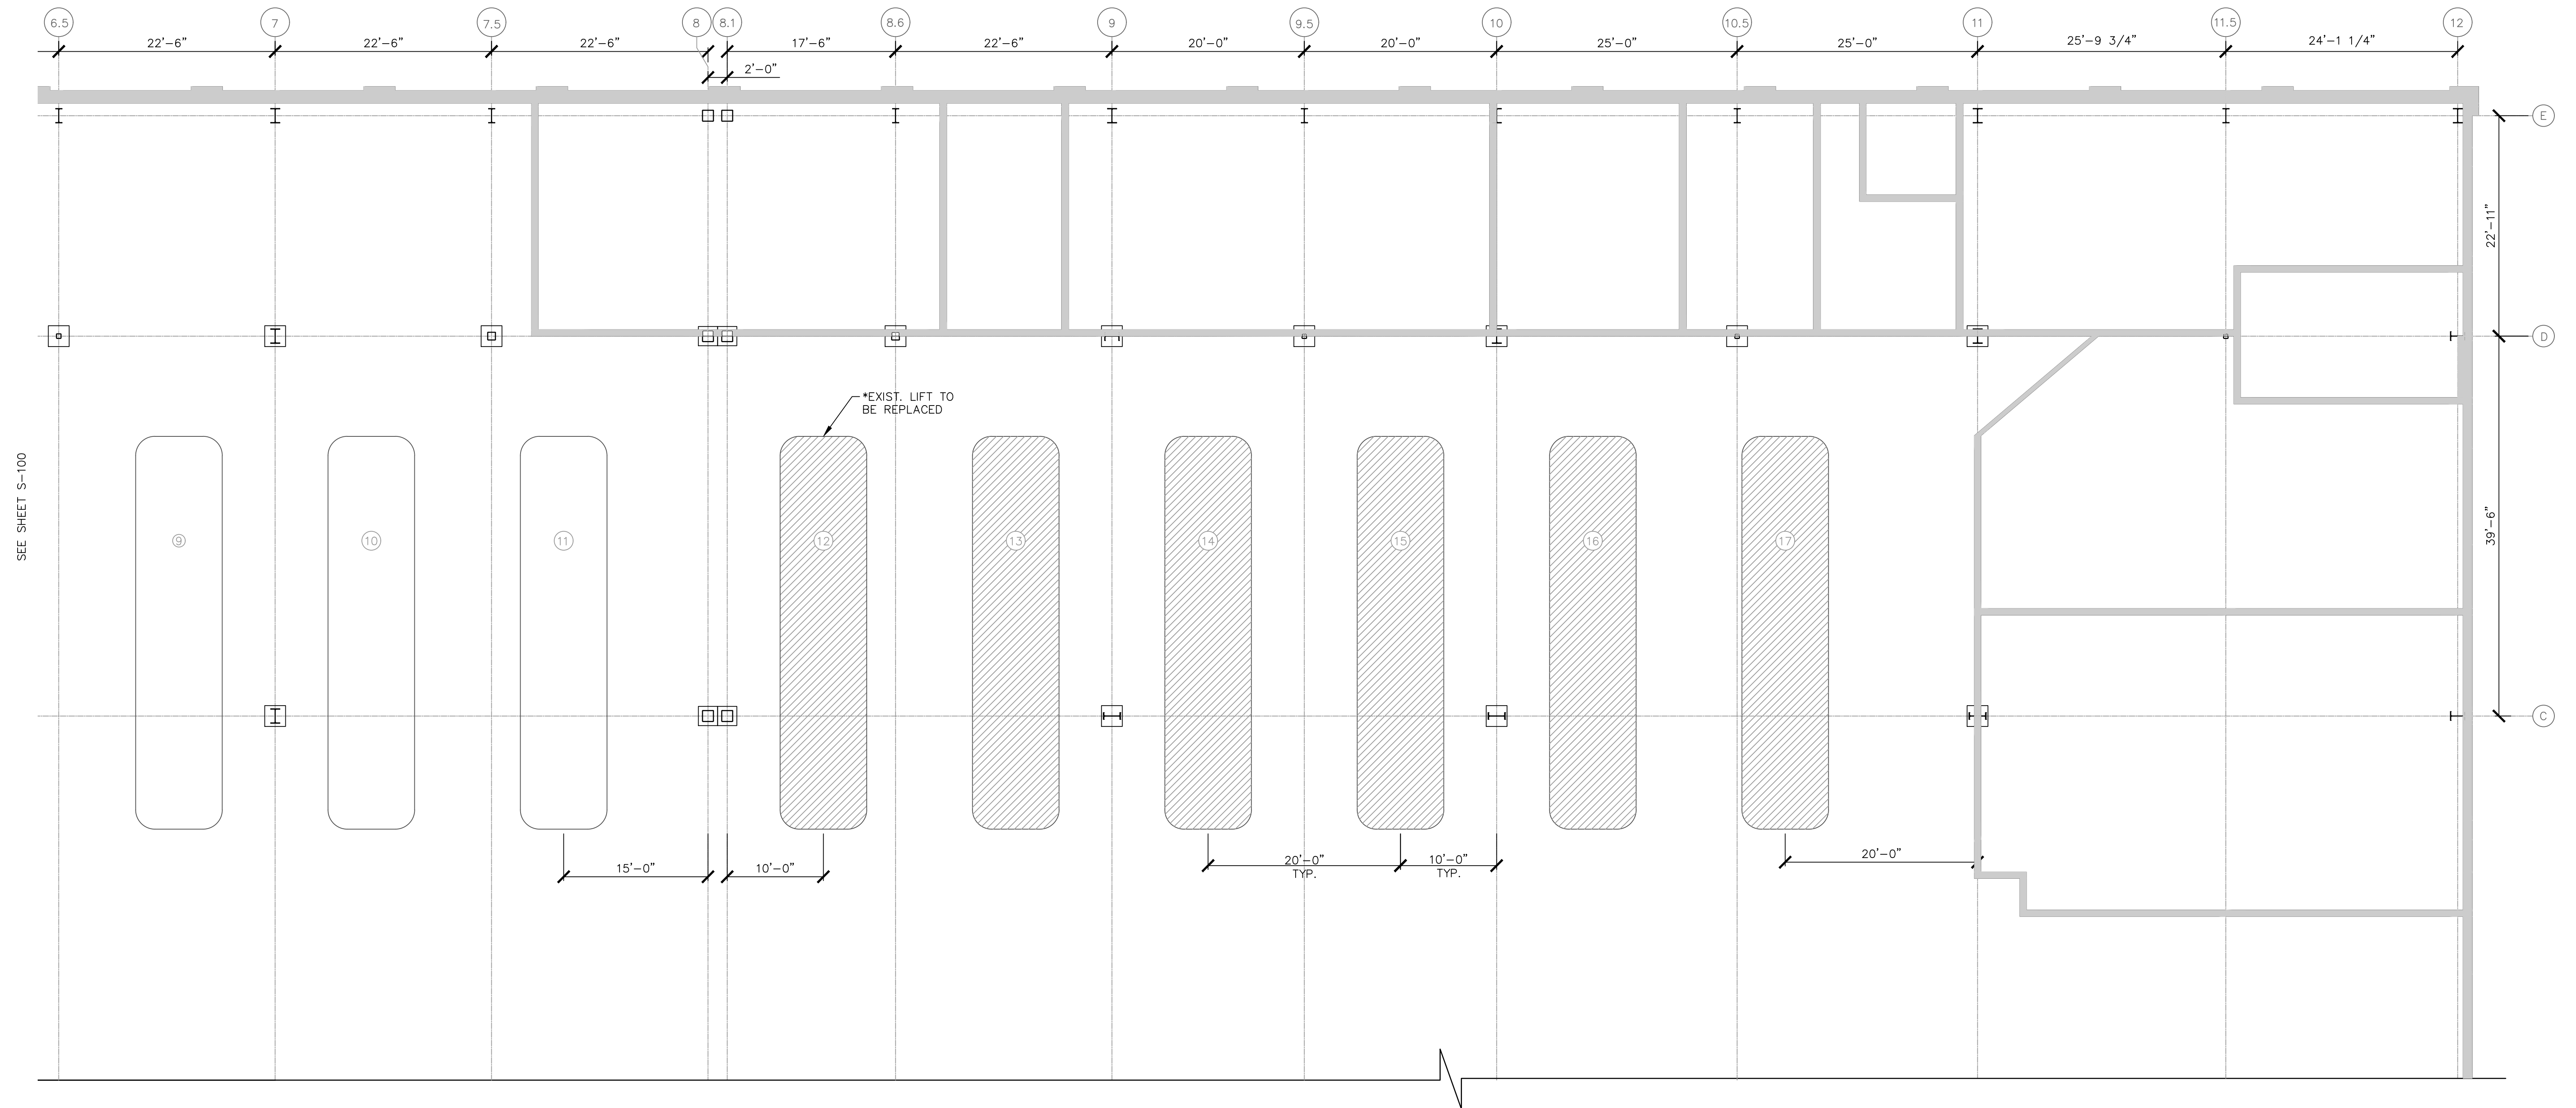 6.5 7 7.5 8 8.1 8.6 9 9.5 10 10.5 11 11.5 12
22'-6" 22'-6" 22'-6" 17'-6" 22'-6" 20'-0" 20'-0" 25'-0" 25'-0" 25'-9 3/4" 24'-1 1/4"
2'-0"
E
22'-11"
D
*EXIST. LIFT TO
BE REPLACED
SEE SHEET S-100
39'-6"
9 10 11 12 13 14 15 16 17
C
15'-0" 10'-0" 20'-0" 10'-0" 20'-0"
TYP. TYP.